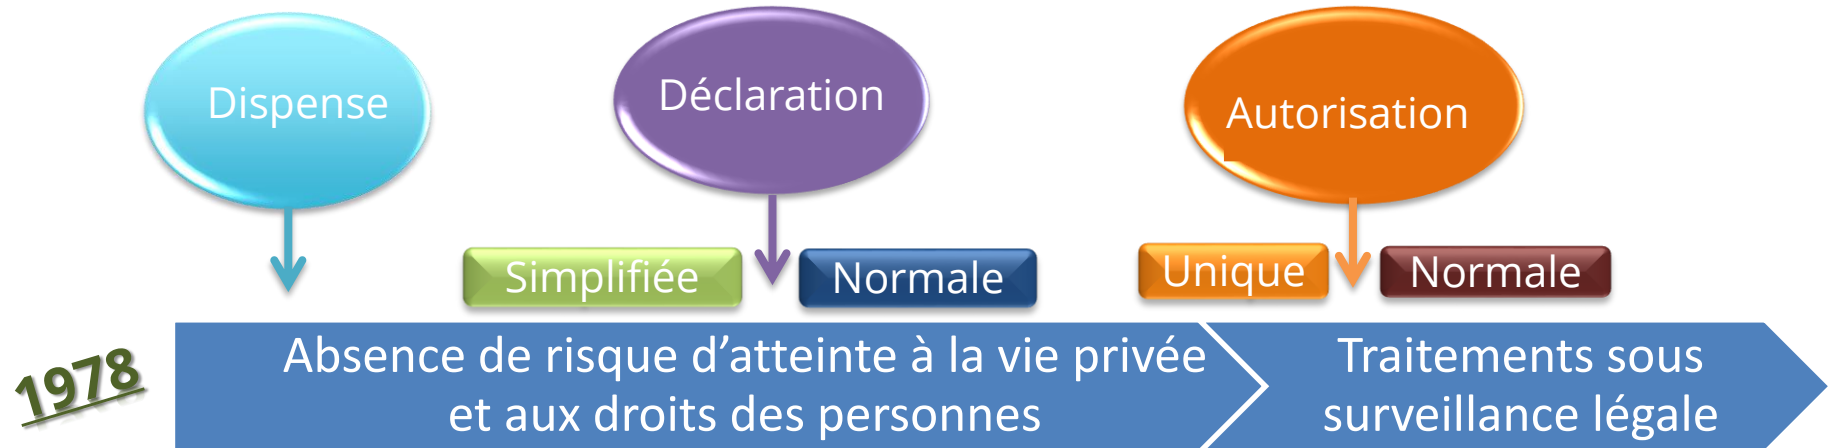 Dispense
Déclaration
Autorisation
Simplifiée
Normale
Unique
Normale
1978
Absence de risque d’atteinte à la vie privée
et aux droits des personnes
Traitements sous
surveillance légale